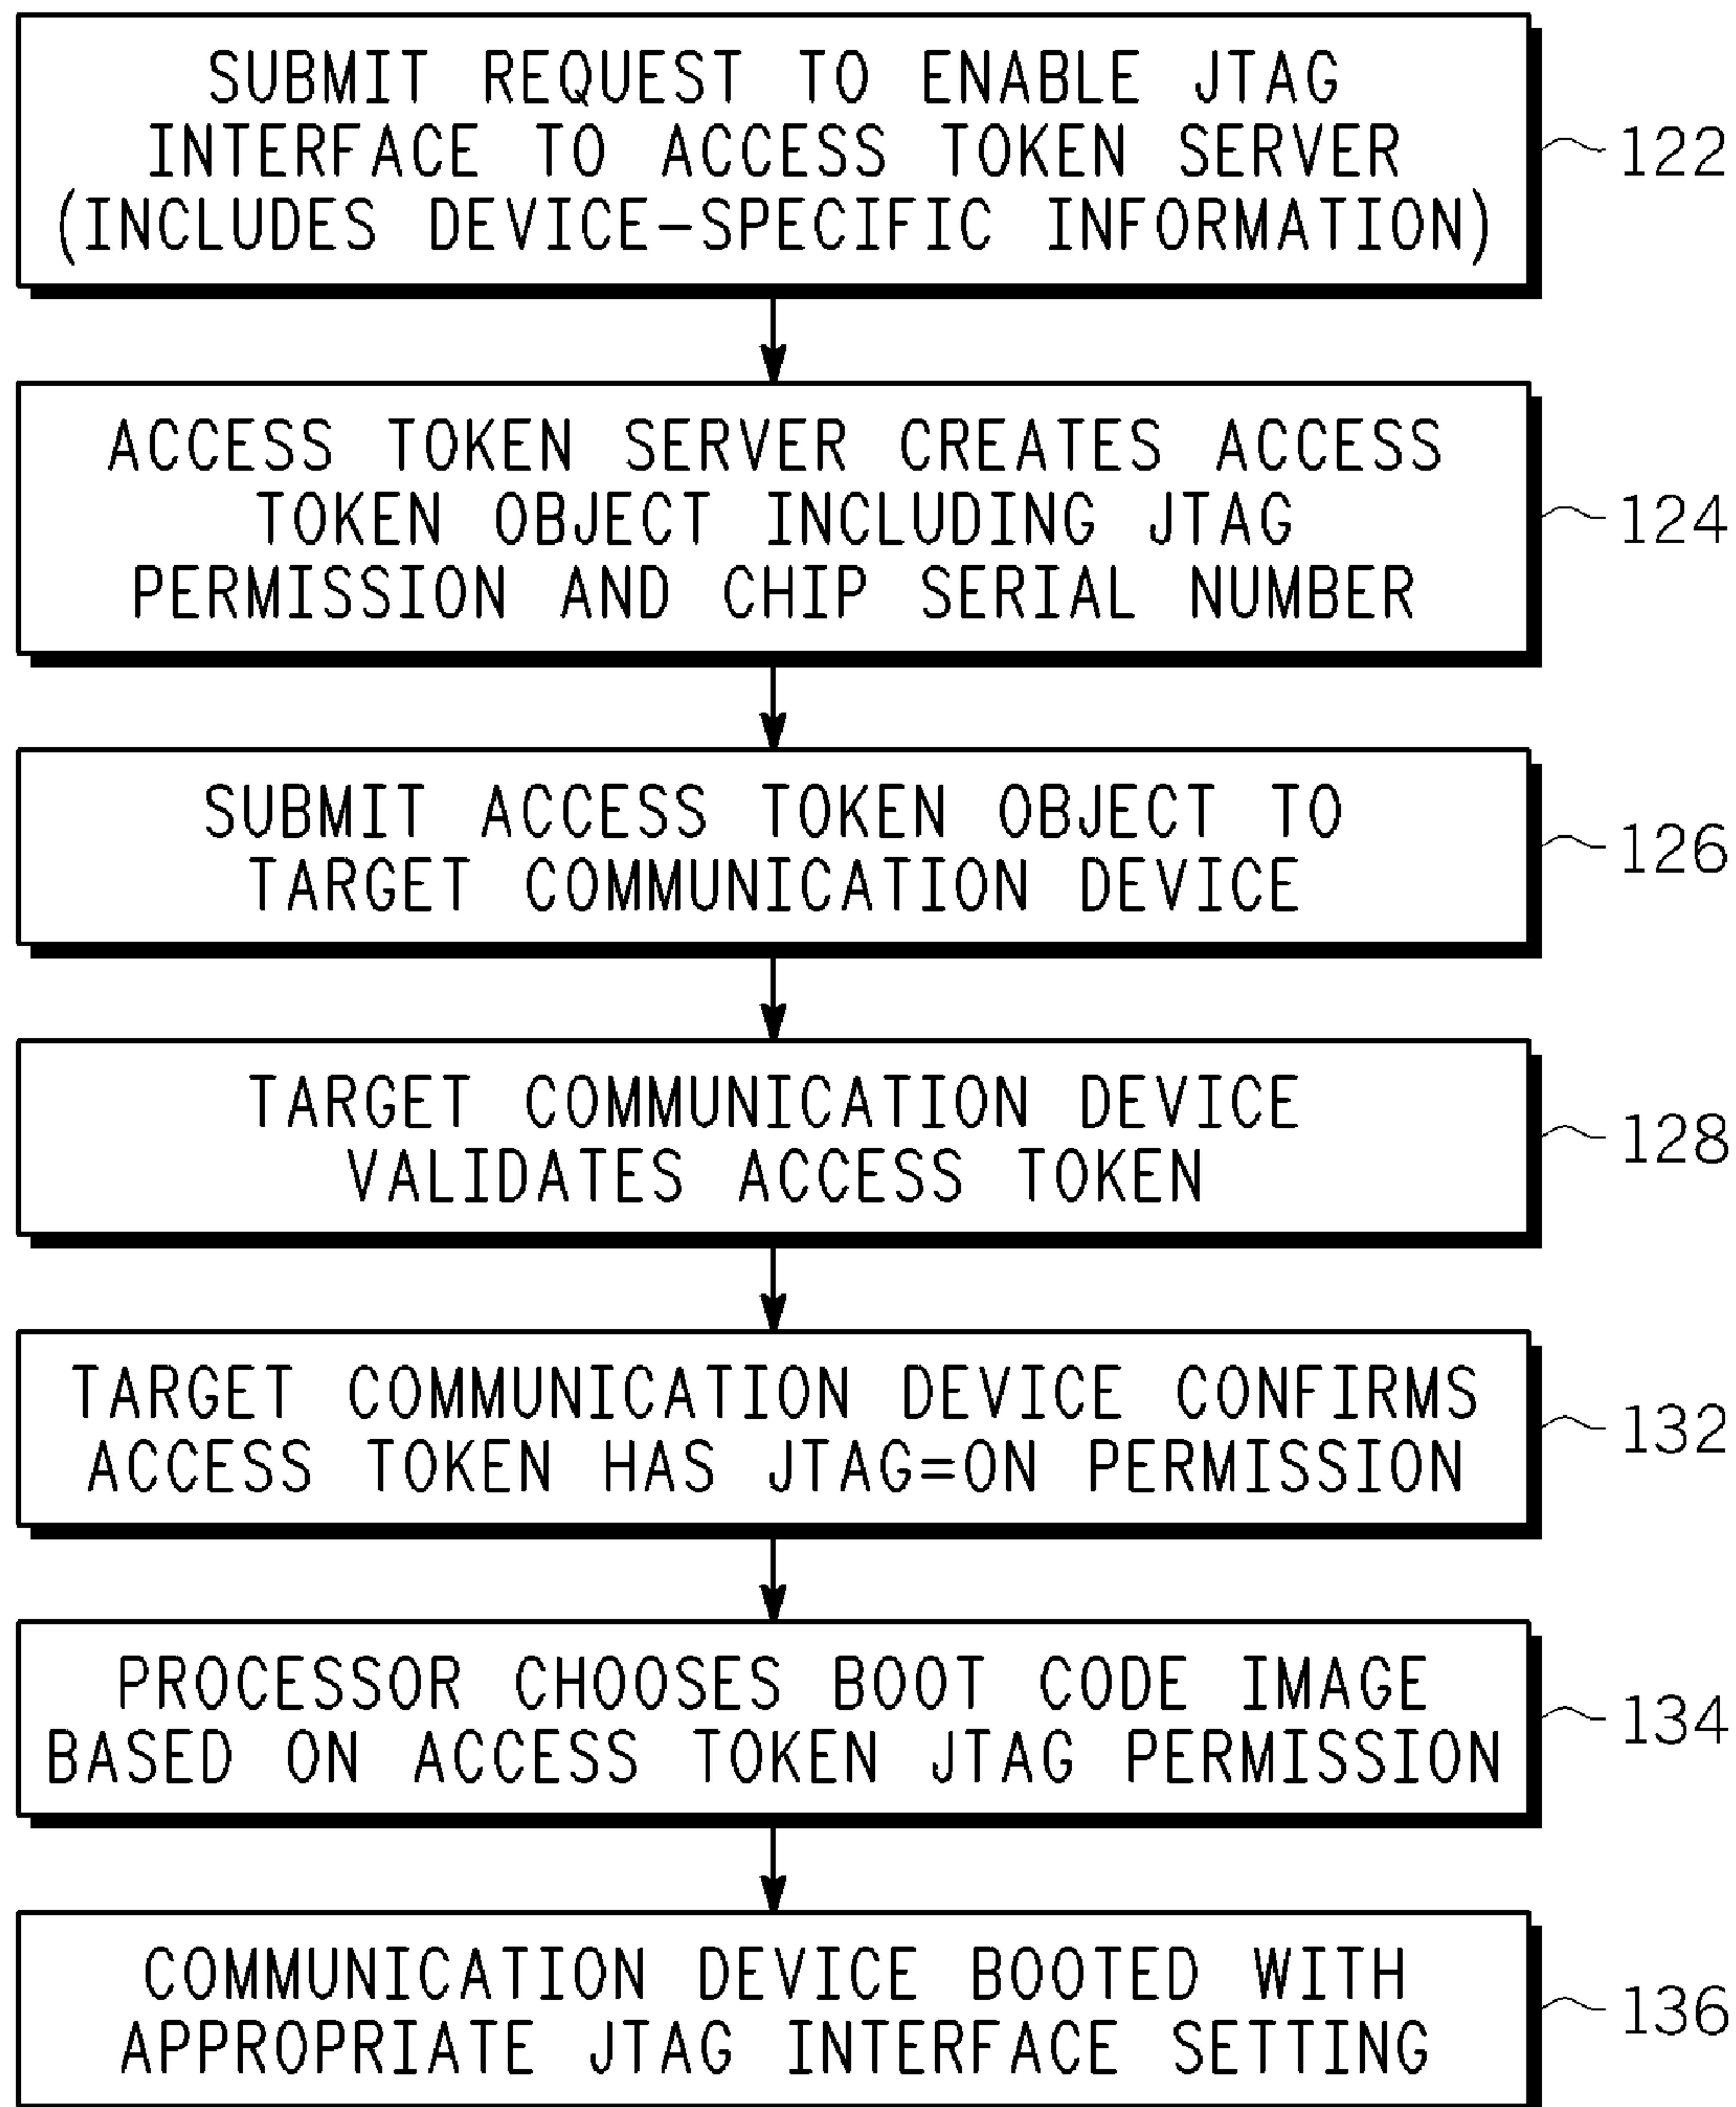 SUBMIT REQUEST TO ENABLE JTAG
INTERFACE TO ACCESS TOKEN SERVER
(INCLUDES DEVICE-SPECIFIC INFORMATION)
122
ACCESS TOKEN SERVER CREATES ACCESS
TOKEN OBJECT INCLUDING JTAG
PERMISSION AND CHIP SERIAL NUMBER
124
SUBMIT ACCESS TOKEN OBJECT TO
TARGET COMMUNICATION DEVICE
126
TARGET COMMUNICATION DEVICE
VALIDATES ACCESS TOKEN
128
TARGET COMMUNICATION DEVICE CONFIRMS
ACCESS TOKEN HAS JTAG=ON PERMISSION
132
PROCESSOR CHOOSES BOOT CODE IMAGE
BASED ON ACCESS TOKEN JTAG PERMISSION
134
COMMUNICATION DEVICE BOOTED WITH
APPROPRIATE JTAG INTERFACE SETTING
136